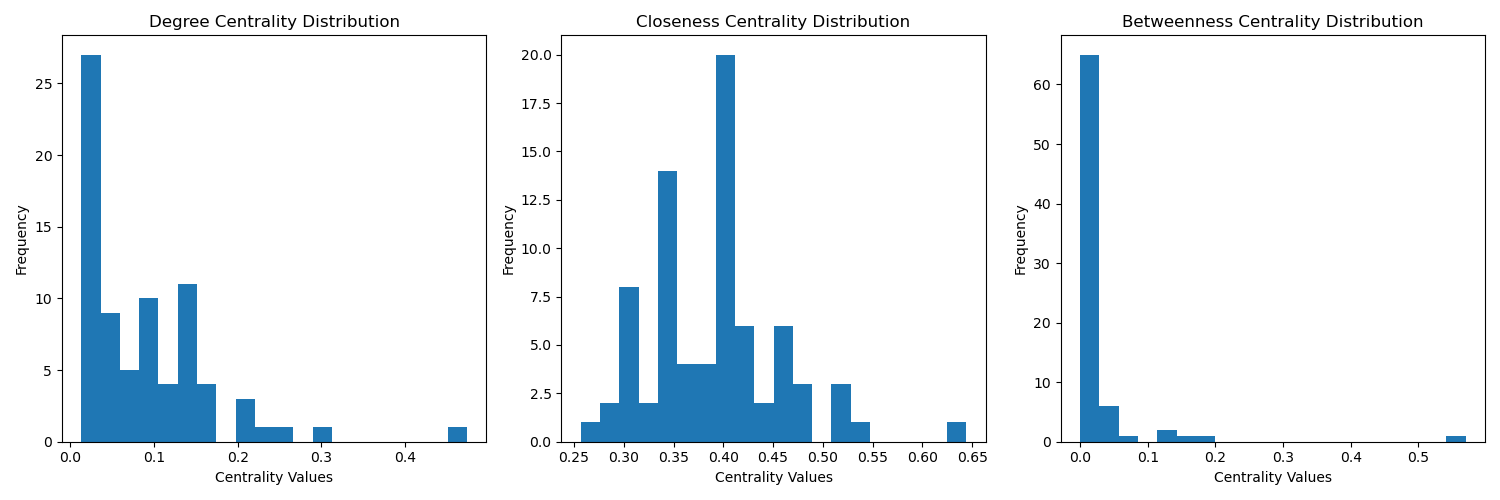 Degree Centrality Distribution
Frequency
25
20
15
10
5
0
0.0 0.1 0.2 0.3 0.4
Centrality Values
Closeness Centrality Distribution
Frequency
20.0
17.5
15.0
12.5
10.0
7.5
5.0
2.5
0.0
0.25 0.30 0.35 0.40 0.45 0.50 0.55 0.60 0.65
Centrality Values
Betweenness Centrality Distribution
Frequency
60
50
40
30
20
10
0
0.0 0.1 0.2 0.3 0.4 0.5
Centrality Values